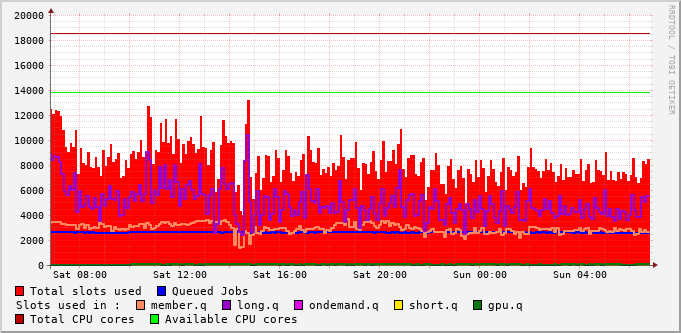 20000
18000
16000
14000
12000
10000
8000
6000
4000
2000
0
Sat 08:00 Sat 12:00 Sat 16:00 Sat 20:00 Sun 00:00 Sun 04:00
Total slots used Queued Jobs
Slots used in : member.q long.q ondemand.q short.q gpu.q
Total CPU cores Available CPU cores
RRDTOOL / TOBI OETIKER